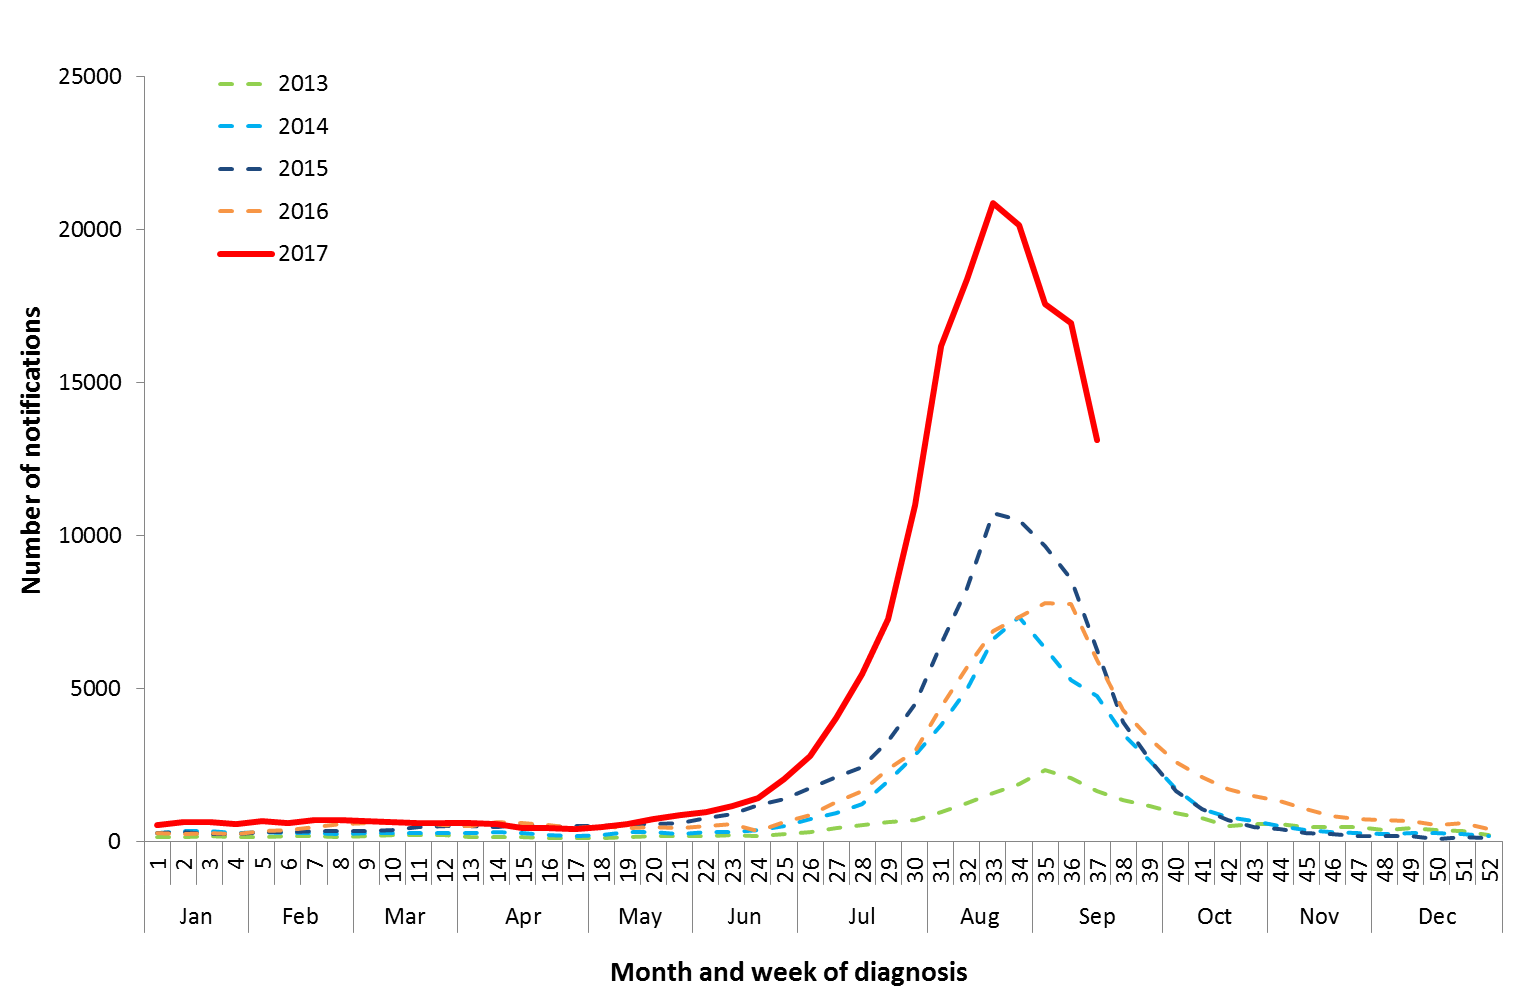 25000
20000
15000
10000
5000
0
2013
2014
2015
2016
2017
Number of notifications
1 2 3 4 5 6 7 8 9 10 11 12 13 14 15 16 17 18 19 20 21 22 23 24 25 26 27 28 29 30 31 32 33 34 35 36 37 38 39 40 41 42 43 44 45 46 47 48 49 50 51 52
Jan Feb Mar Apr May Jun Jul Aug Sep Oct Nov Dec
Month and week of diagnosis